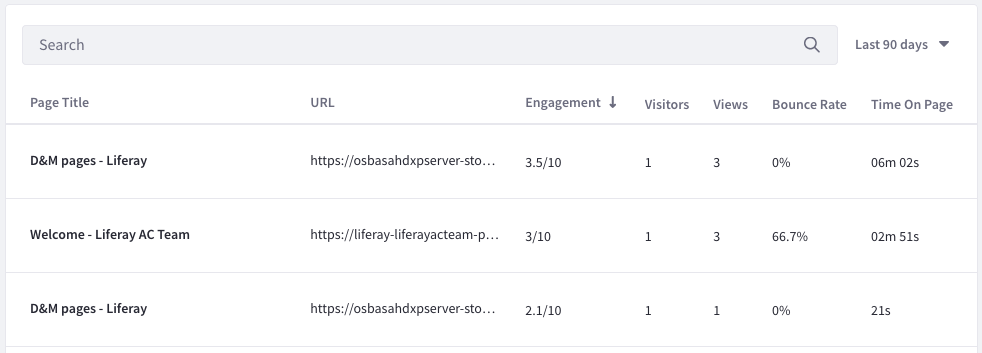 Search
Last 90 days
Page Title URL Engagement Visitors Views Bounce Rate Time On Page
D&M pages - Liferay https://osbasahdxpserver-sto... 3.5/10 1 3 0% 06m 02s
Welcome - Liferay AC Team https://liferay-liferayacteam-p... 3/10 1 3 66.7% 02m 51s
D&M pages - Liferay https://osbasahdxpserver-sto... 2.1/10 1 1 0% 21s